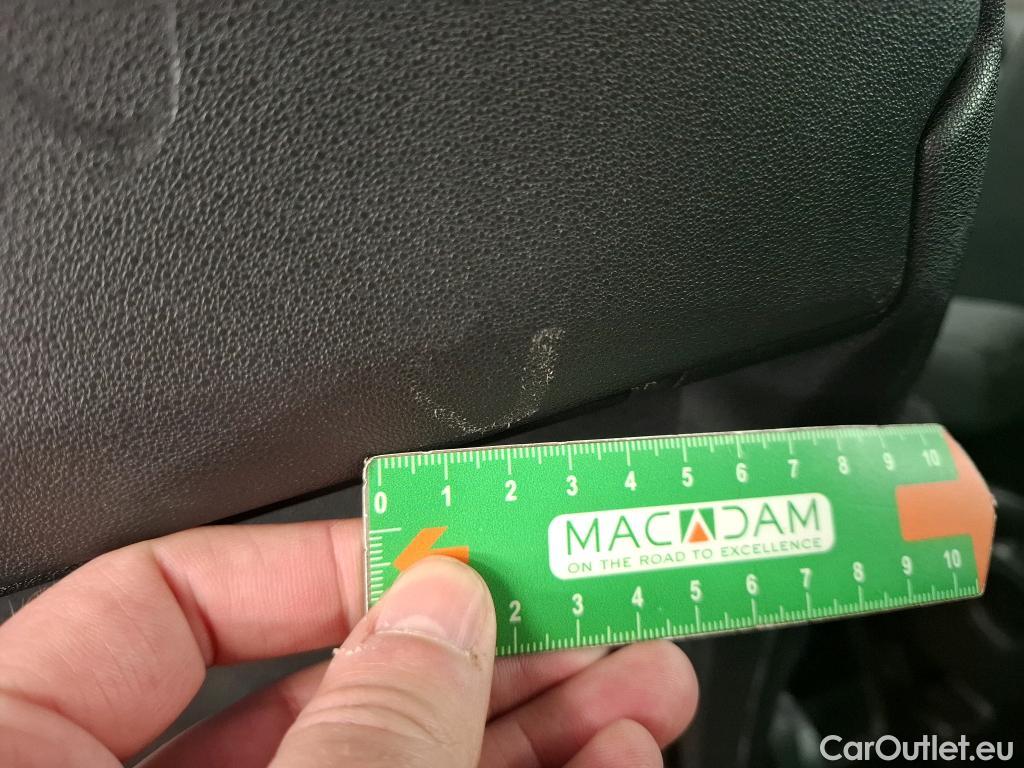 0 1 2 3 4 5 6 7 8 9 10
MACADAM
ON THE ROAD TO EXCELLENCE
2 3 4 5 6 7 8 9 10
CarOutlet.eu